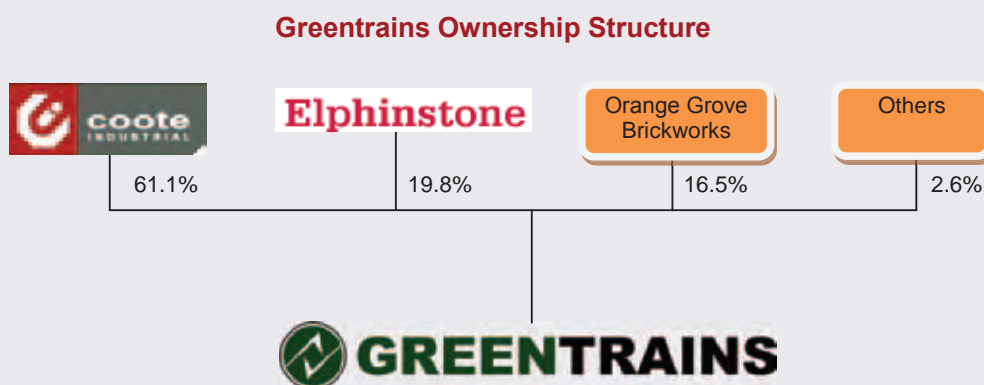 Greentrains Ownership Structure
coote
INDUSTRIAL
Elphinstone
Orange Grove
Brickworks
Others
61.1%
19.8%
16.5%
2.6%
GREENTRAINS